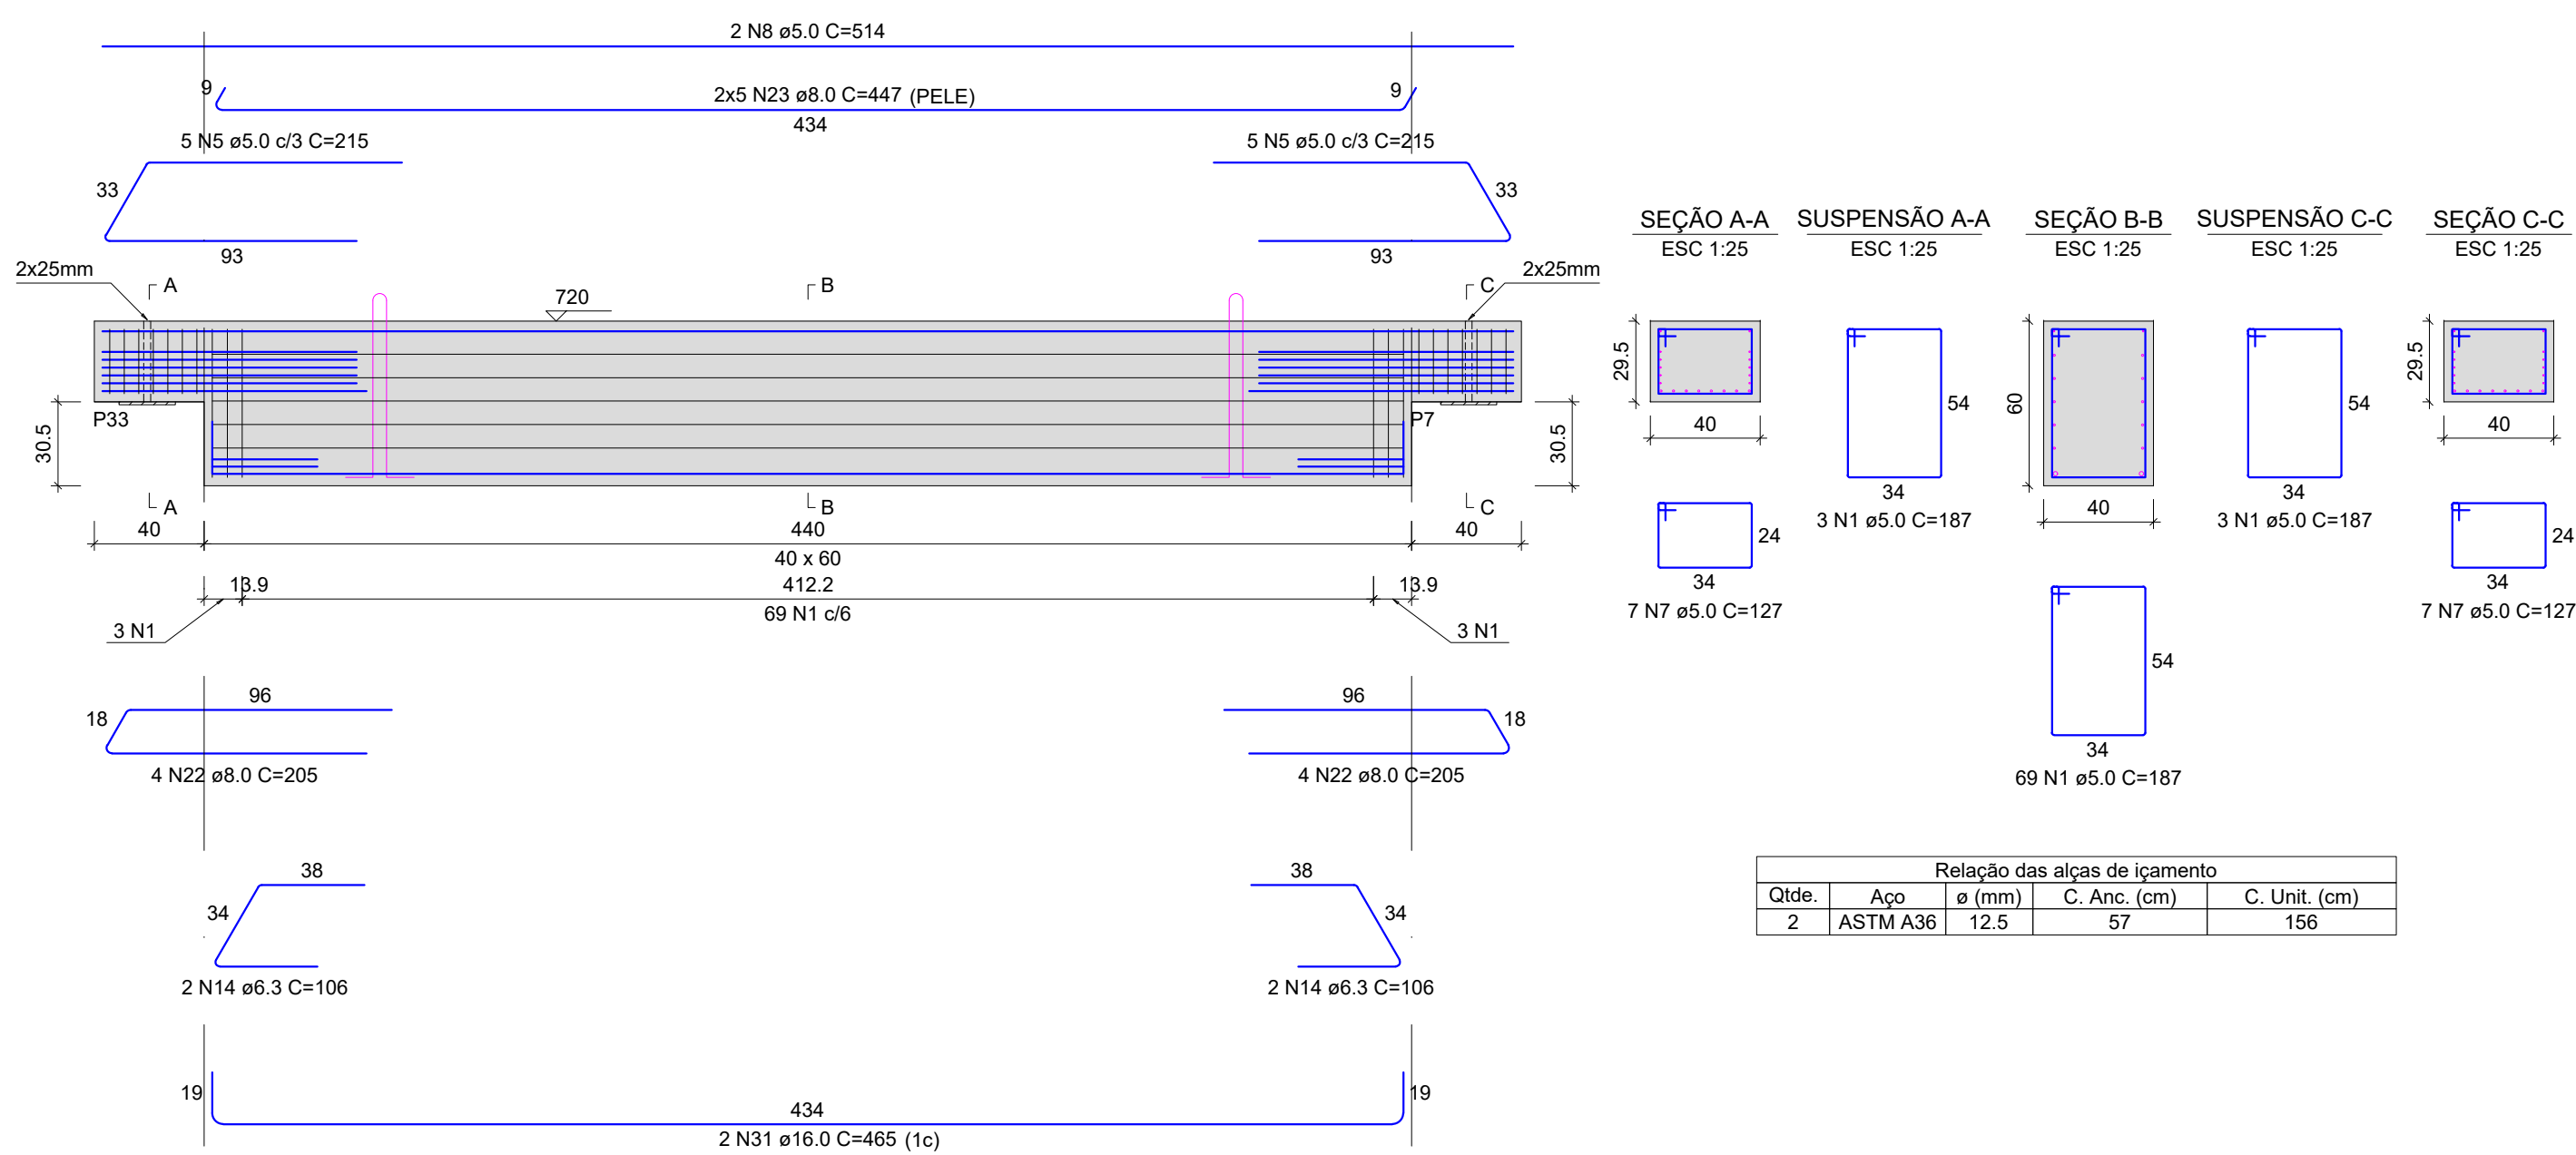 2 N8 ø5.0 C=514
9
2x5 N23 ø8.0 C=447 (PELE)
9
434
5 N5 ø5.0 c/3 C=215
5 N5 ø5.0 c/3 C=215
33
33
93
93
2x25mm
A
B
C
2x25mm
720
P33
P7
30.5
30.5
A
B
C
40
440
40
40 x 60
13.9
412.2
13.9
69 N1 c/6
3 N1
3 N1
96
96
18
18
4 N22 ø8.0 C=205
4 N22 ø8.0 C=205
38
38
34
34
2 N14 ø6.3 C=106
2 N14 ø6.3 C=106
19
19
434
2 N31 ø16.0 C=465 (1c)
SEÇÃO A-A
ESC 1:25
29.5
40
24
34
7 N7 ø5.0 C=127
SUSPENSÃO A-A
ESC 1:25
54
34
3 N1 ø5.0 C=187
SEÇÃO B-B
ESC 1:25
60
40
54
34
69 N1 ø5.0 C=187
SUSPENSÃO C-C
ESC 1:25
54
34
3 N1 ø5.0 C=187
SEÇÃO C-C
ESC 1:25
29.5
40
24
34
7 N7 ø5.0 C=127
Relação das alças de içamento
Qtde. Aço ø (mm) C. Anc. (cm) C. Unit. (cm)
2 ASTM A36 12.5 57 156